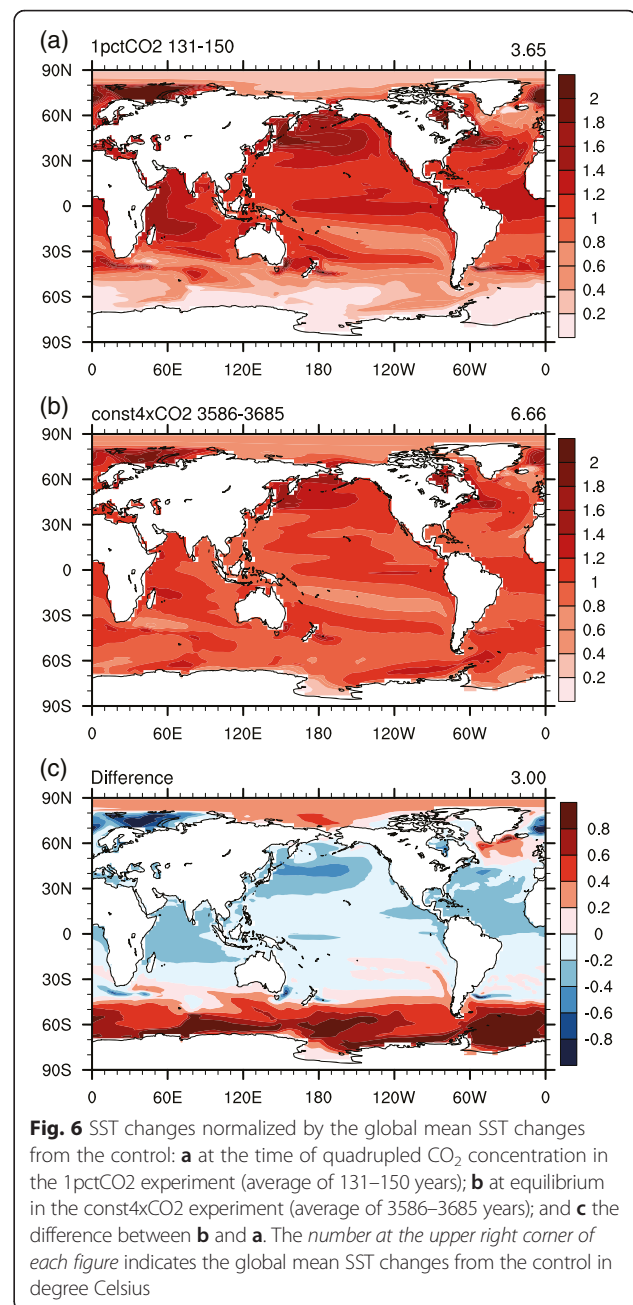 (a)
1pctCO2 131-150 3.65
90N
60N
30N
0
30S
60S
90S
0 60E 120E 180 120W 60W 0
2
1.8
1.6
1.4
1.2
1
0.8
0.6
0.4
0.2
(b)
const4xCO2 3586-3685 6.66
90N
60N
30N
0
30S
60S
90S
0 60E 120E 180 120W 60W 0
2
1.8
1.6
1.4
1.2
1
0.8
0.6
0.4
0.2
(c)
Difference 3.00
90N
60N
30N
0
30S
60S
90S
0 60E 120E 180 120W 60W 0
0.8
0.6
0.4
0.2
0
-0.2
-0.4
-0.6
-0.8
Fig. 6 SST changes normalized by the global mean SST changes
from the control: a at the time of quadrupled CO₂ concentration in
the 1pctCO2 experiment (average of 131–150 years); b at equilibrium
in the const4xCO2 experiment (average of 3586–3685 years); and c the
difference between b and a. The number at the upper right corner of
each figure indicates the global mean SST changes from the control in
degree Celsius